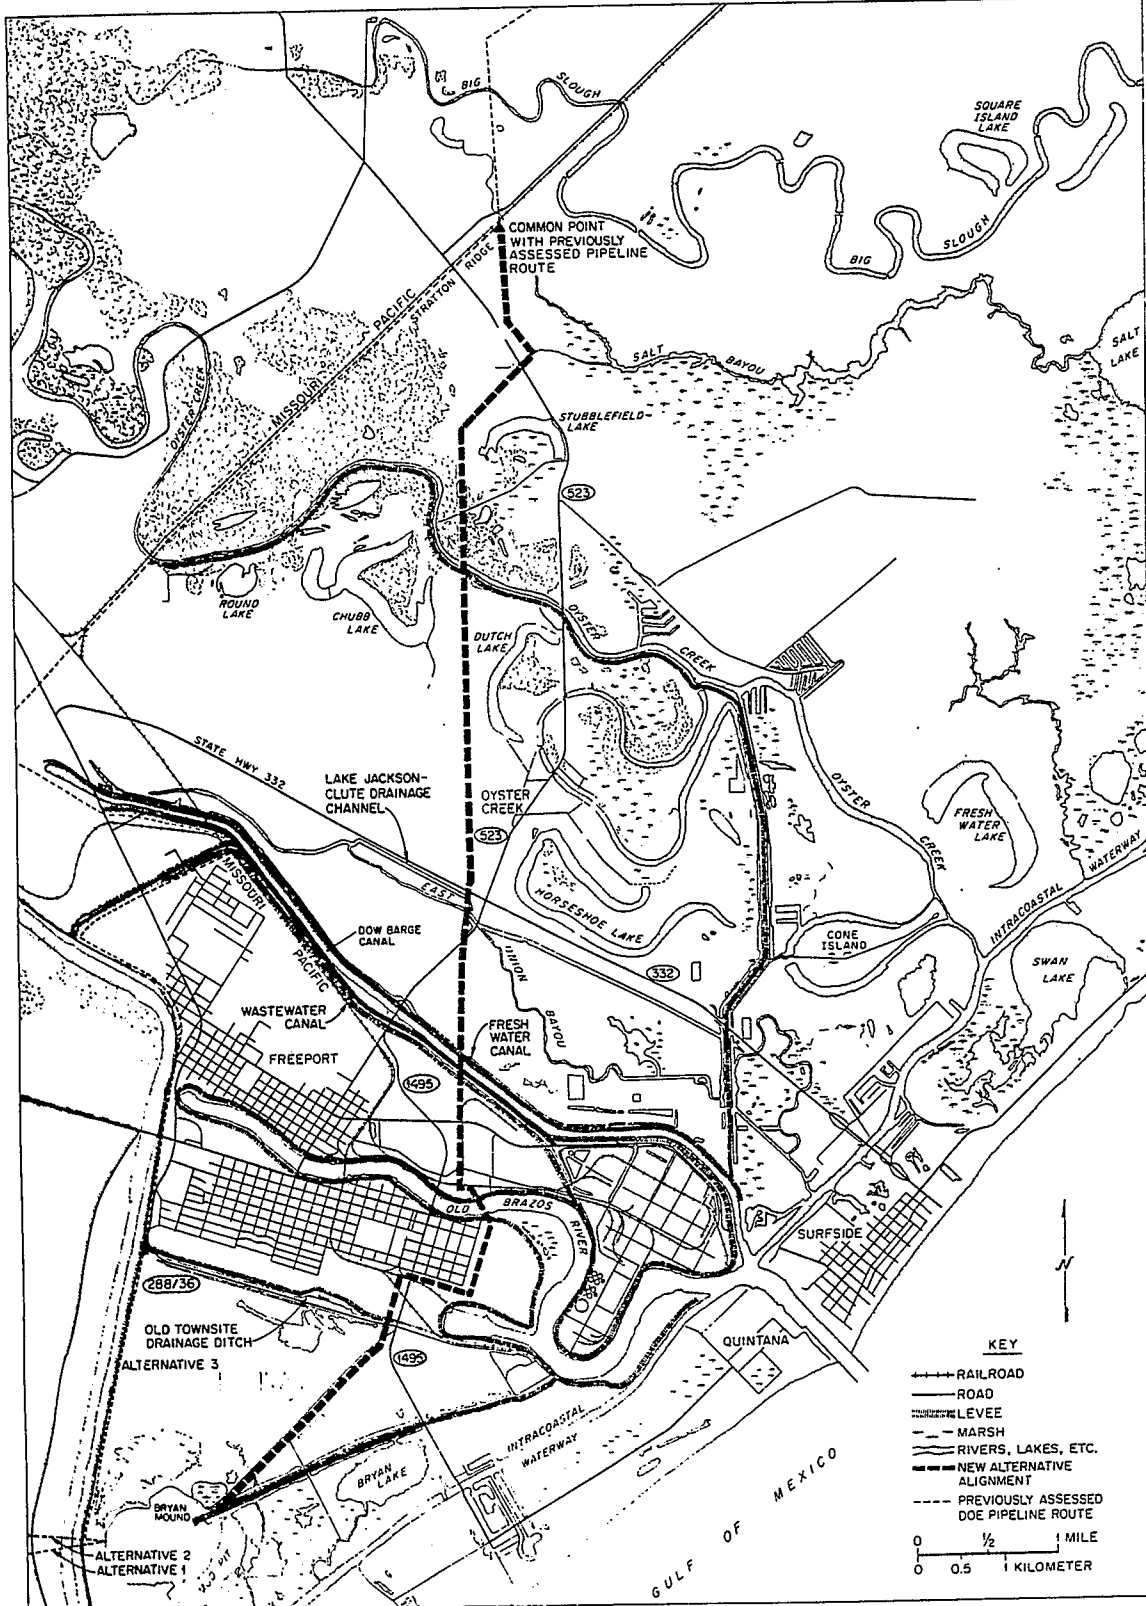 BIG
SLOUGH
SQUARE
ISLAND
LAKE
COMMON POINT
WITH PREVIOUSLY
ASSESSED PIPELINE
ROUTE
BIG
SLOUGH
MISSOURI PACIFIC
STRATTON RIDGE
OYSTER CREEK
SALT BAYOU
SALT
LAKE
STUBBLEFIELD
LAKE
523
ROUND
LAKE
CHUBB
LAKE
DUTCH
LAKE
OYSTER
CREEK
STATE HWY 332
LAKE JACKSON-
CLUTE DRAINAGE
CHANNEL
OYSTER
CREEK
523
OYSTER
CREEK
FRESH
WATER
LAKE
EAST UNION BAYOU
HORSESHOE LAKE
CONE
ISLAND
INTRACOASTAL WATERWAY
SWAN
LAKE
MISSOURI PACIFIC
DOW BARGE
CANAL
332
WASTEWATER
CANAL
FREEPORT
FRESH
WATER
CANAL
1495
OLD BRAZOS RIVER
SURFSIDE
N
288/36
OLD TOWNSITE
DRAINAGE DITCH
ALTERNATIVE 3
1495
QUINTANA
INTRACOASTAL
WATERWAY
BRYAN
LAKE
BRYAN
MOUND
ALTERNATIVE 2
ALTERNATIVE 1
GULF OF MEXICO
KEY
RAILROAD
ROAD
LEVEE
MARSH
RIVERS, LAKES, ETC.
NEW ALTERNATIVE
ALIGNMENT
PREVIOUSLY ASSESSED
DOE PIPELINE ROUTE
0 1/2 1 MILE
0 0.5 1 KILOMETER